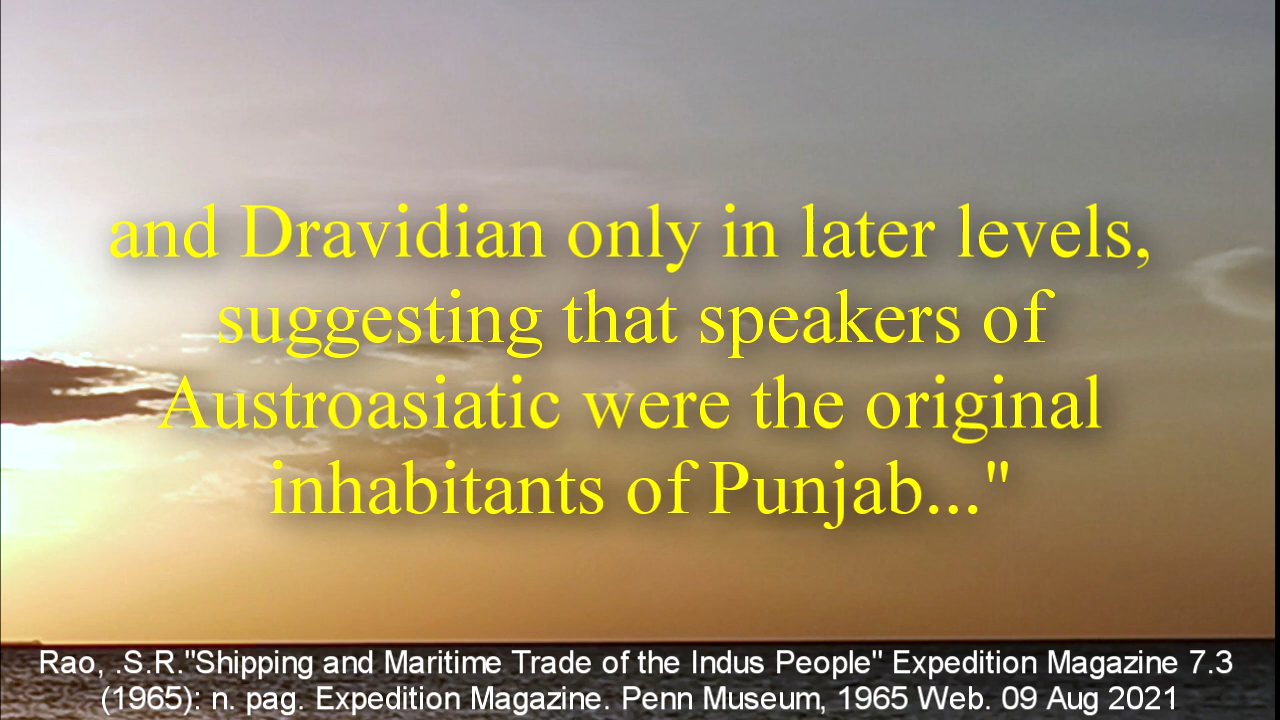 and Dravidian only in later levels,
suggesting that speakers of
Austroasiatic were the original
inhabitants of Punjab..."
Rao, .S.R."Shipping and Maritime Trade of the Indus People" Expedition Magazine 7.3
(1965): n. pag. Expedition Magazine. Penn Museum, 1965 Web. 09 Aug 2021